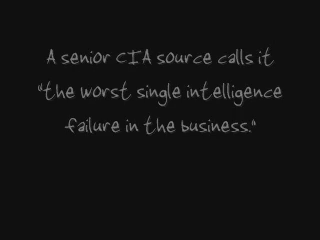 A senior CIA source calls it
"the worst single intelligence
failure in the business."